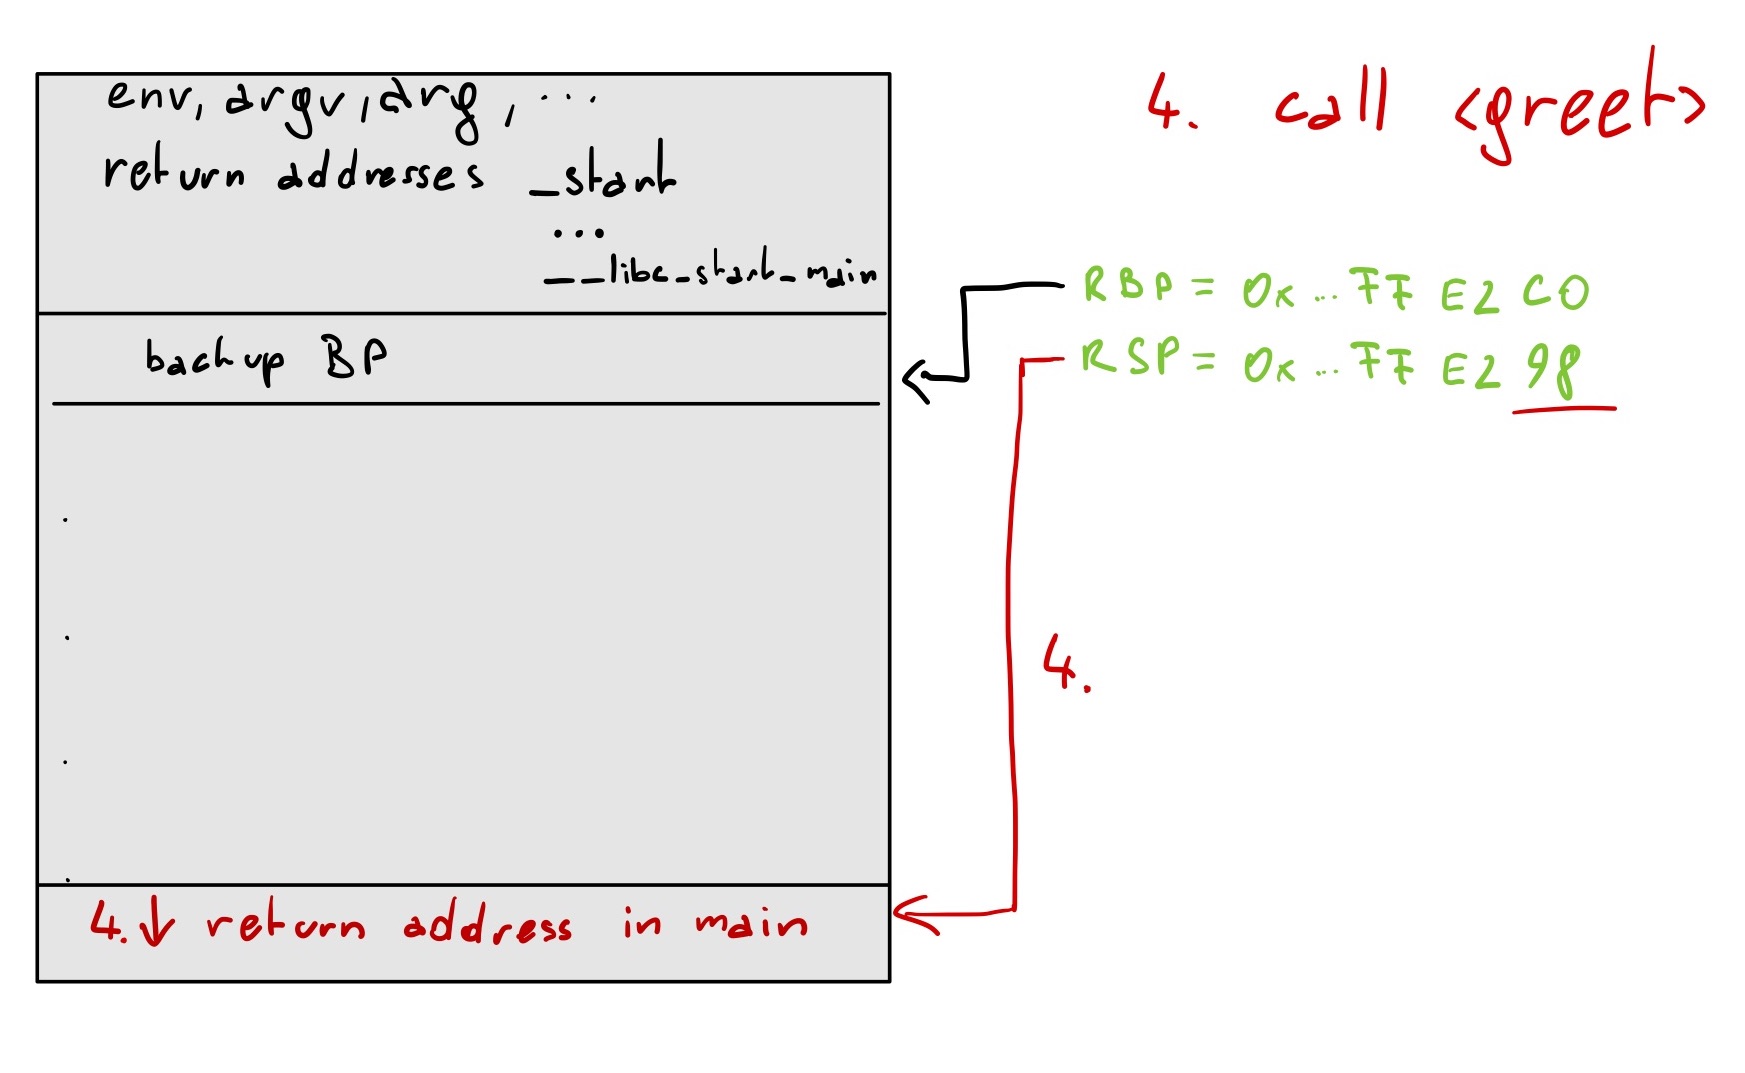 env, argv, arg, ...
return addresses _start
...
__libc_start_main
backup BP
4.↓ return address in main
4. call <greet>
RBP = 0x...FF E2 C0
RSP = 0x...FF E2 98
4.